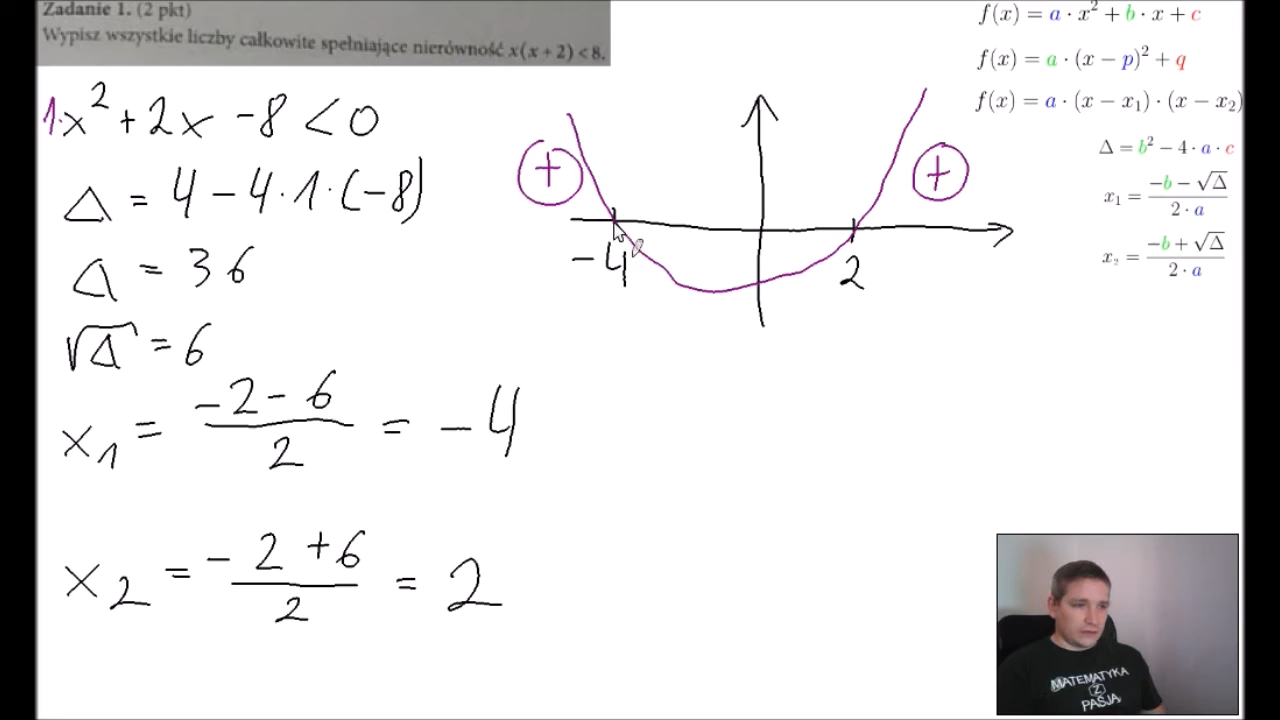 Zadanie 1. (2 pkt)
Wypisz wszystkie liczby całkowite spełniające nierówność x(x + 2) < 8.
1·x² + 2x - 8 < 0
Δ = 4 - 4·1·(-8)
Δ = 36
√Δ = 6
x₁ = (-2 - 6)/2 = -4
x₂ = (-2 + 6)/2 = 2
+
+
-4
2
f(x) = a · x² + b · x + c
f(x) = a · (x − p)² + q
f(x) = a · (x − x₁) · (x − x₂)
Δ = b² − 4 · a · c
x₁ = (−b − √Δ)/(2 · a)
x₂ = (−b + √Δ)/(2 · a)
MATEMATYKA
Z
PASJĄ